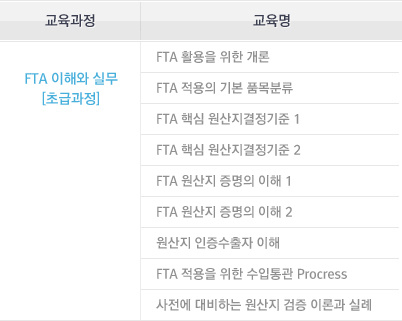 교육과정 교육명
FTA 이해와 실무
[초급과정]
FTA 활용을 위한 개론
FTA 적용의 기본 품목분류
FTA 핵심 원산지결정기준 1
FTA 핵심 원산지결정기준 2
FTA 원산지 증명의 이해 1
FTA 원산지 증명의 이해 2
원산지 인증수출자 이해
FTA 적용을 위한 수입통관 Procress
사전에 대비하는 원산지 검증 이론과 실례